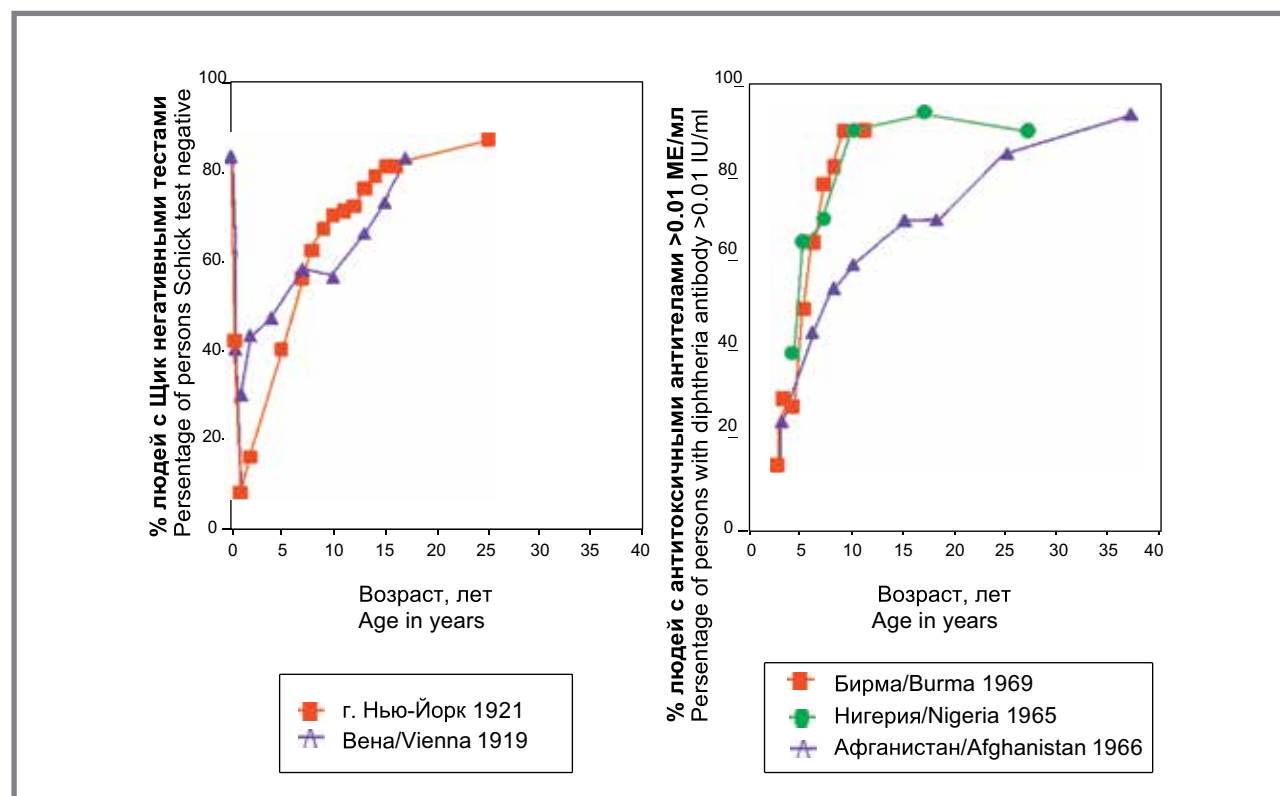 % людей с Щик негативными тестами
Persentage of persons Schick test negative
100
80
60
40
20
0
0 5 10 15 20 25 30 35 40
Возраст, лет
Age in years
г. Нью-Йорк 1921
Вена/Vienna 1919
% людей с антитоксичными антителами >0.01 МЕ/мл
Persentage of persons with diphtheria antibody >0.01 IU/ml
100
80
60
40
20
0
0 5 10 15 20 25 30 35 40
Возраст, лет
Age in years
Бирма/Burma 1969
Нигерия/Nigeria 1965
Афганистан/Afghanistan 1966